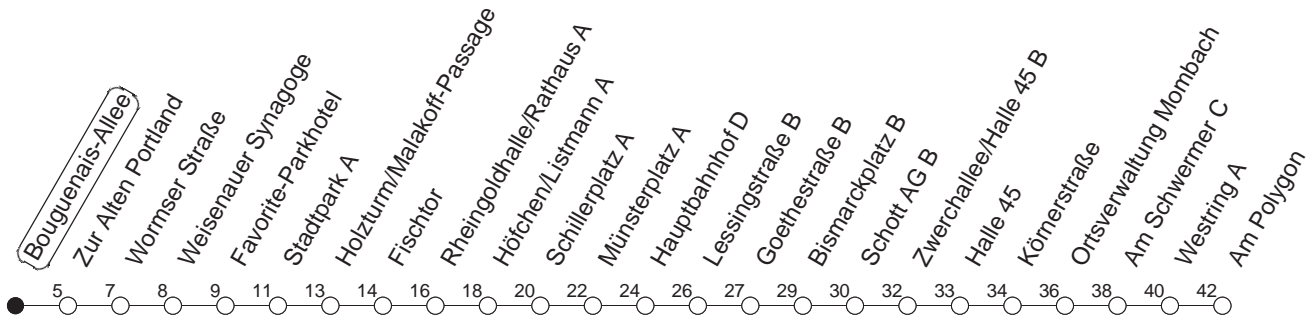 Bouguenais-Allee
Zur Alten Portland
Wormser Straße
Weisenauer Synagoge
Favorite-Parkhotel
Stadtpark A
Holzturm/Malakoff-Passage
Fischtor
Rheingoldhalle/Rathaus A
Höfchen/Listmann A
Schillerplatz A
Münsterplatz A
Hauptbahnhof D
Lessingstraße B
Goethestraße B
Bismarckplatz B
Schott AG B
Zwerchallee/Halle 45 B
Halle 45
Körnerstraße
Ortsverwaltung Mombach
Am Schwermer C
Westring A
Am Polygon
5 7 8 9 11 13 14 16 18 20 22 24 26 27 29 30 32 33 34 36 38 40 42